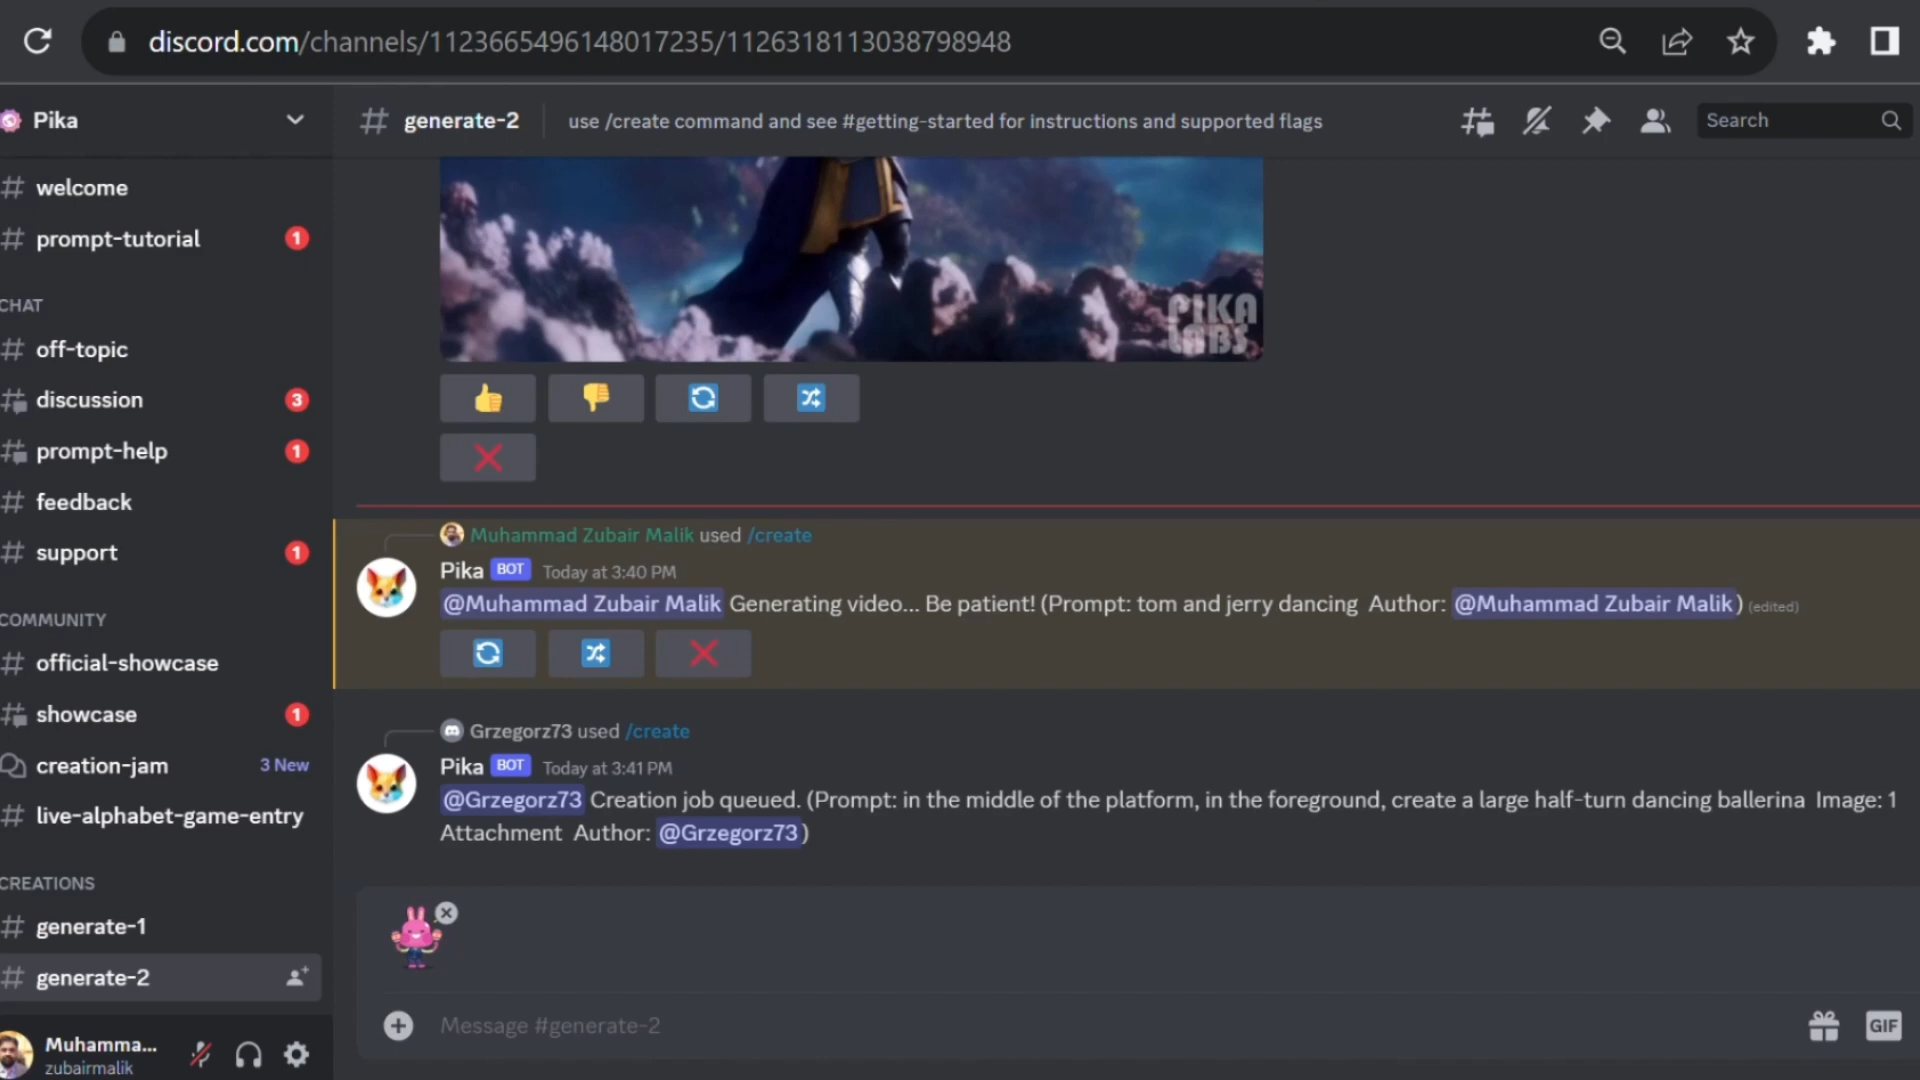 discord.com/channels/1123665496148017235/1126318113038798948
Pika
generate-2
use /create command and see #getting-started for instructions and supported flags
Search
welcome
prompt-tutorial 1
CHAT
off-topic
discussion 3
prompt-help 1
feedback
support 1
COMMUNITY
official-showcase
showcase 1
creation-jam 3 New
live-alphabet-game-entry
CREATIONS
generate-1
generate-2
Muhamma...
zubairmalik
PIKA
LABS
Muhammad Zubair Malik used /create
Pika BOT Today at 3:40 PM
@Muhammad Zubair Malik Generating video... Be patient! (Prompt: tom and jerry dancing Author: @Muhammad Zubair Malik) (edited)
Grzegorz73 used /create
Pika BOT Today at 3:41 PM
@Grzegorz73 Creation job queued. (Prompt: in the middle of the platform, in the foreground, create a large half-turn dancing ballerina Image: 1
Attachment Author: @Grzegorz73)
Message #generate-2
GIF